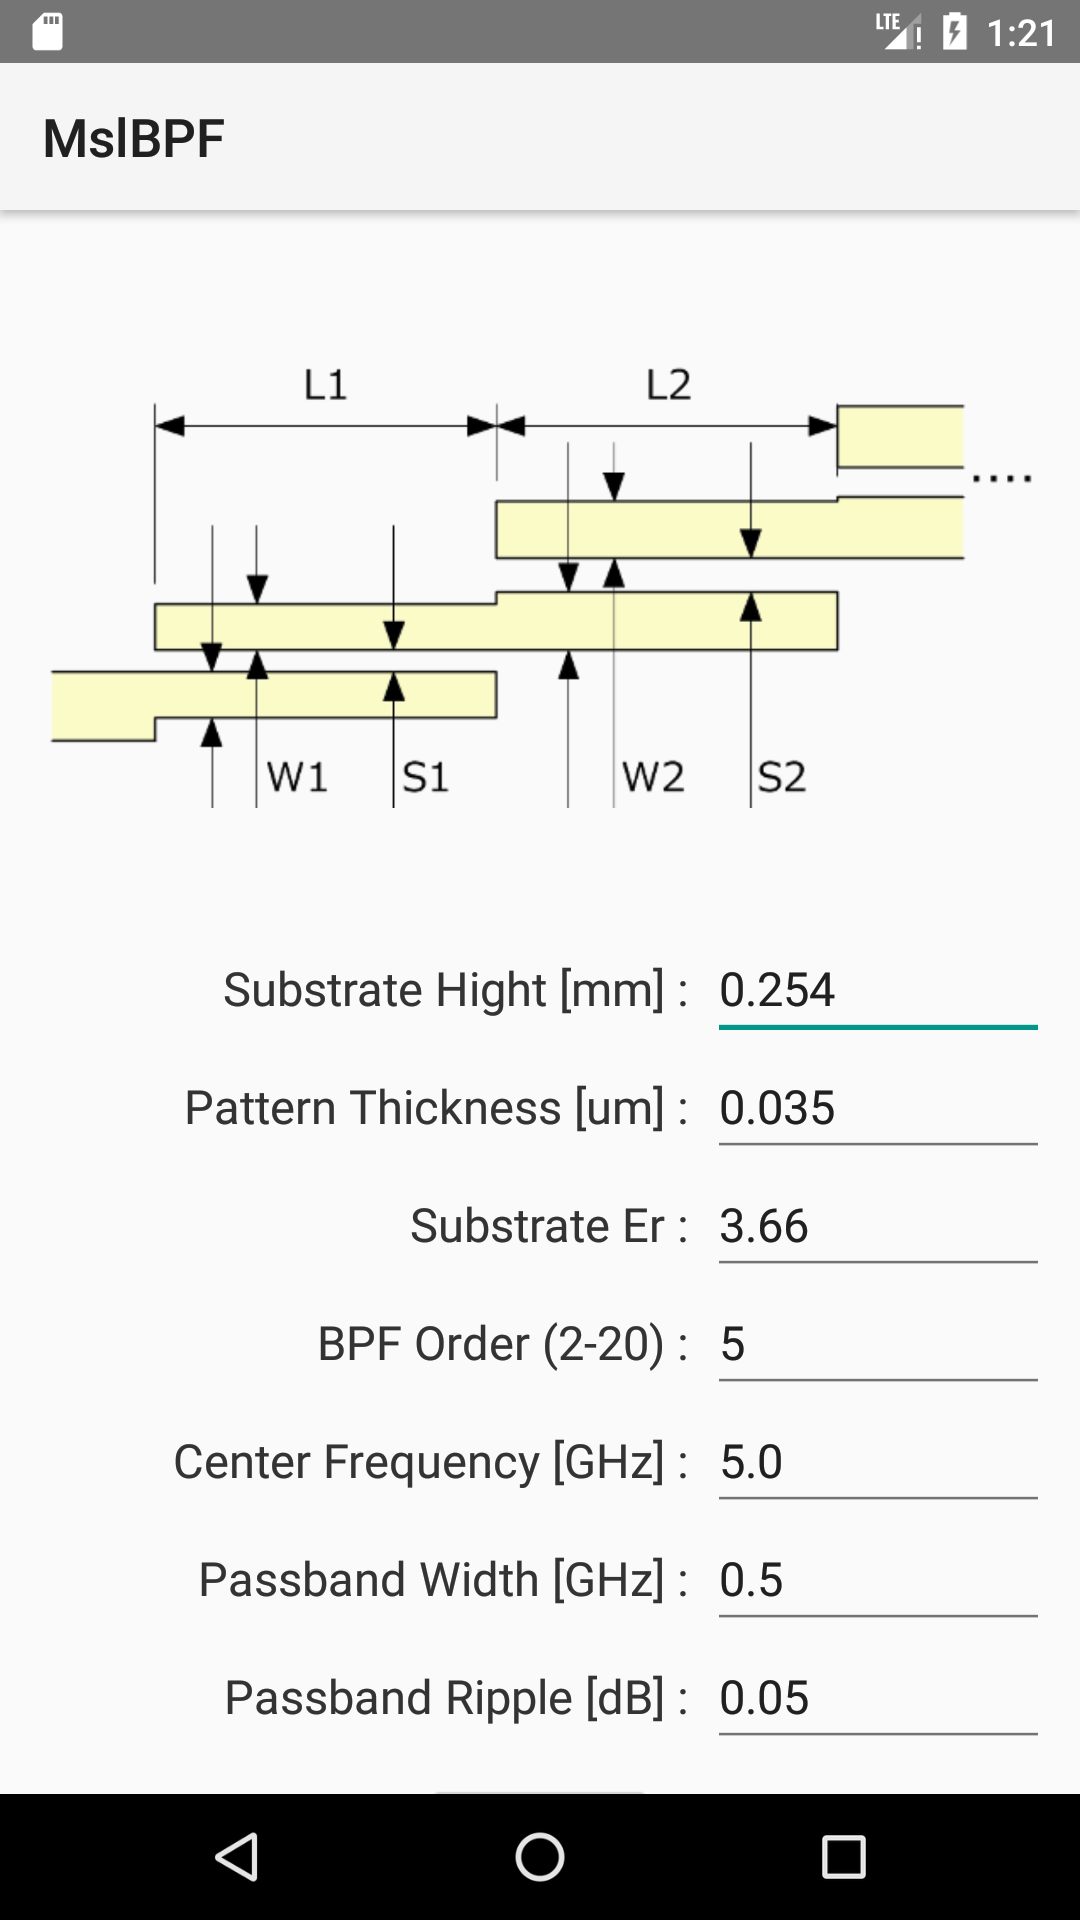 LTE 1:21
MslBPF
L1 L2
W1 S1 W2 S2
Substrate Hight [mm] : 0.254
Pattern Thickness [um] : 0.035
Substrate Er : 3.66
BPF Order (2-20) : 5
Center Frequency [GHz] : 5.0
Passband Width [GHz] : 0.5
Passband Ripple [dB] : 0.05